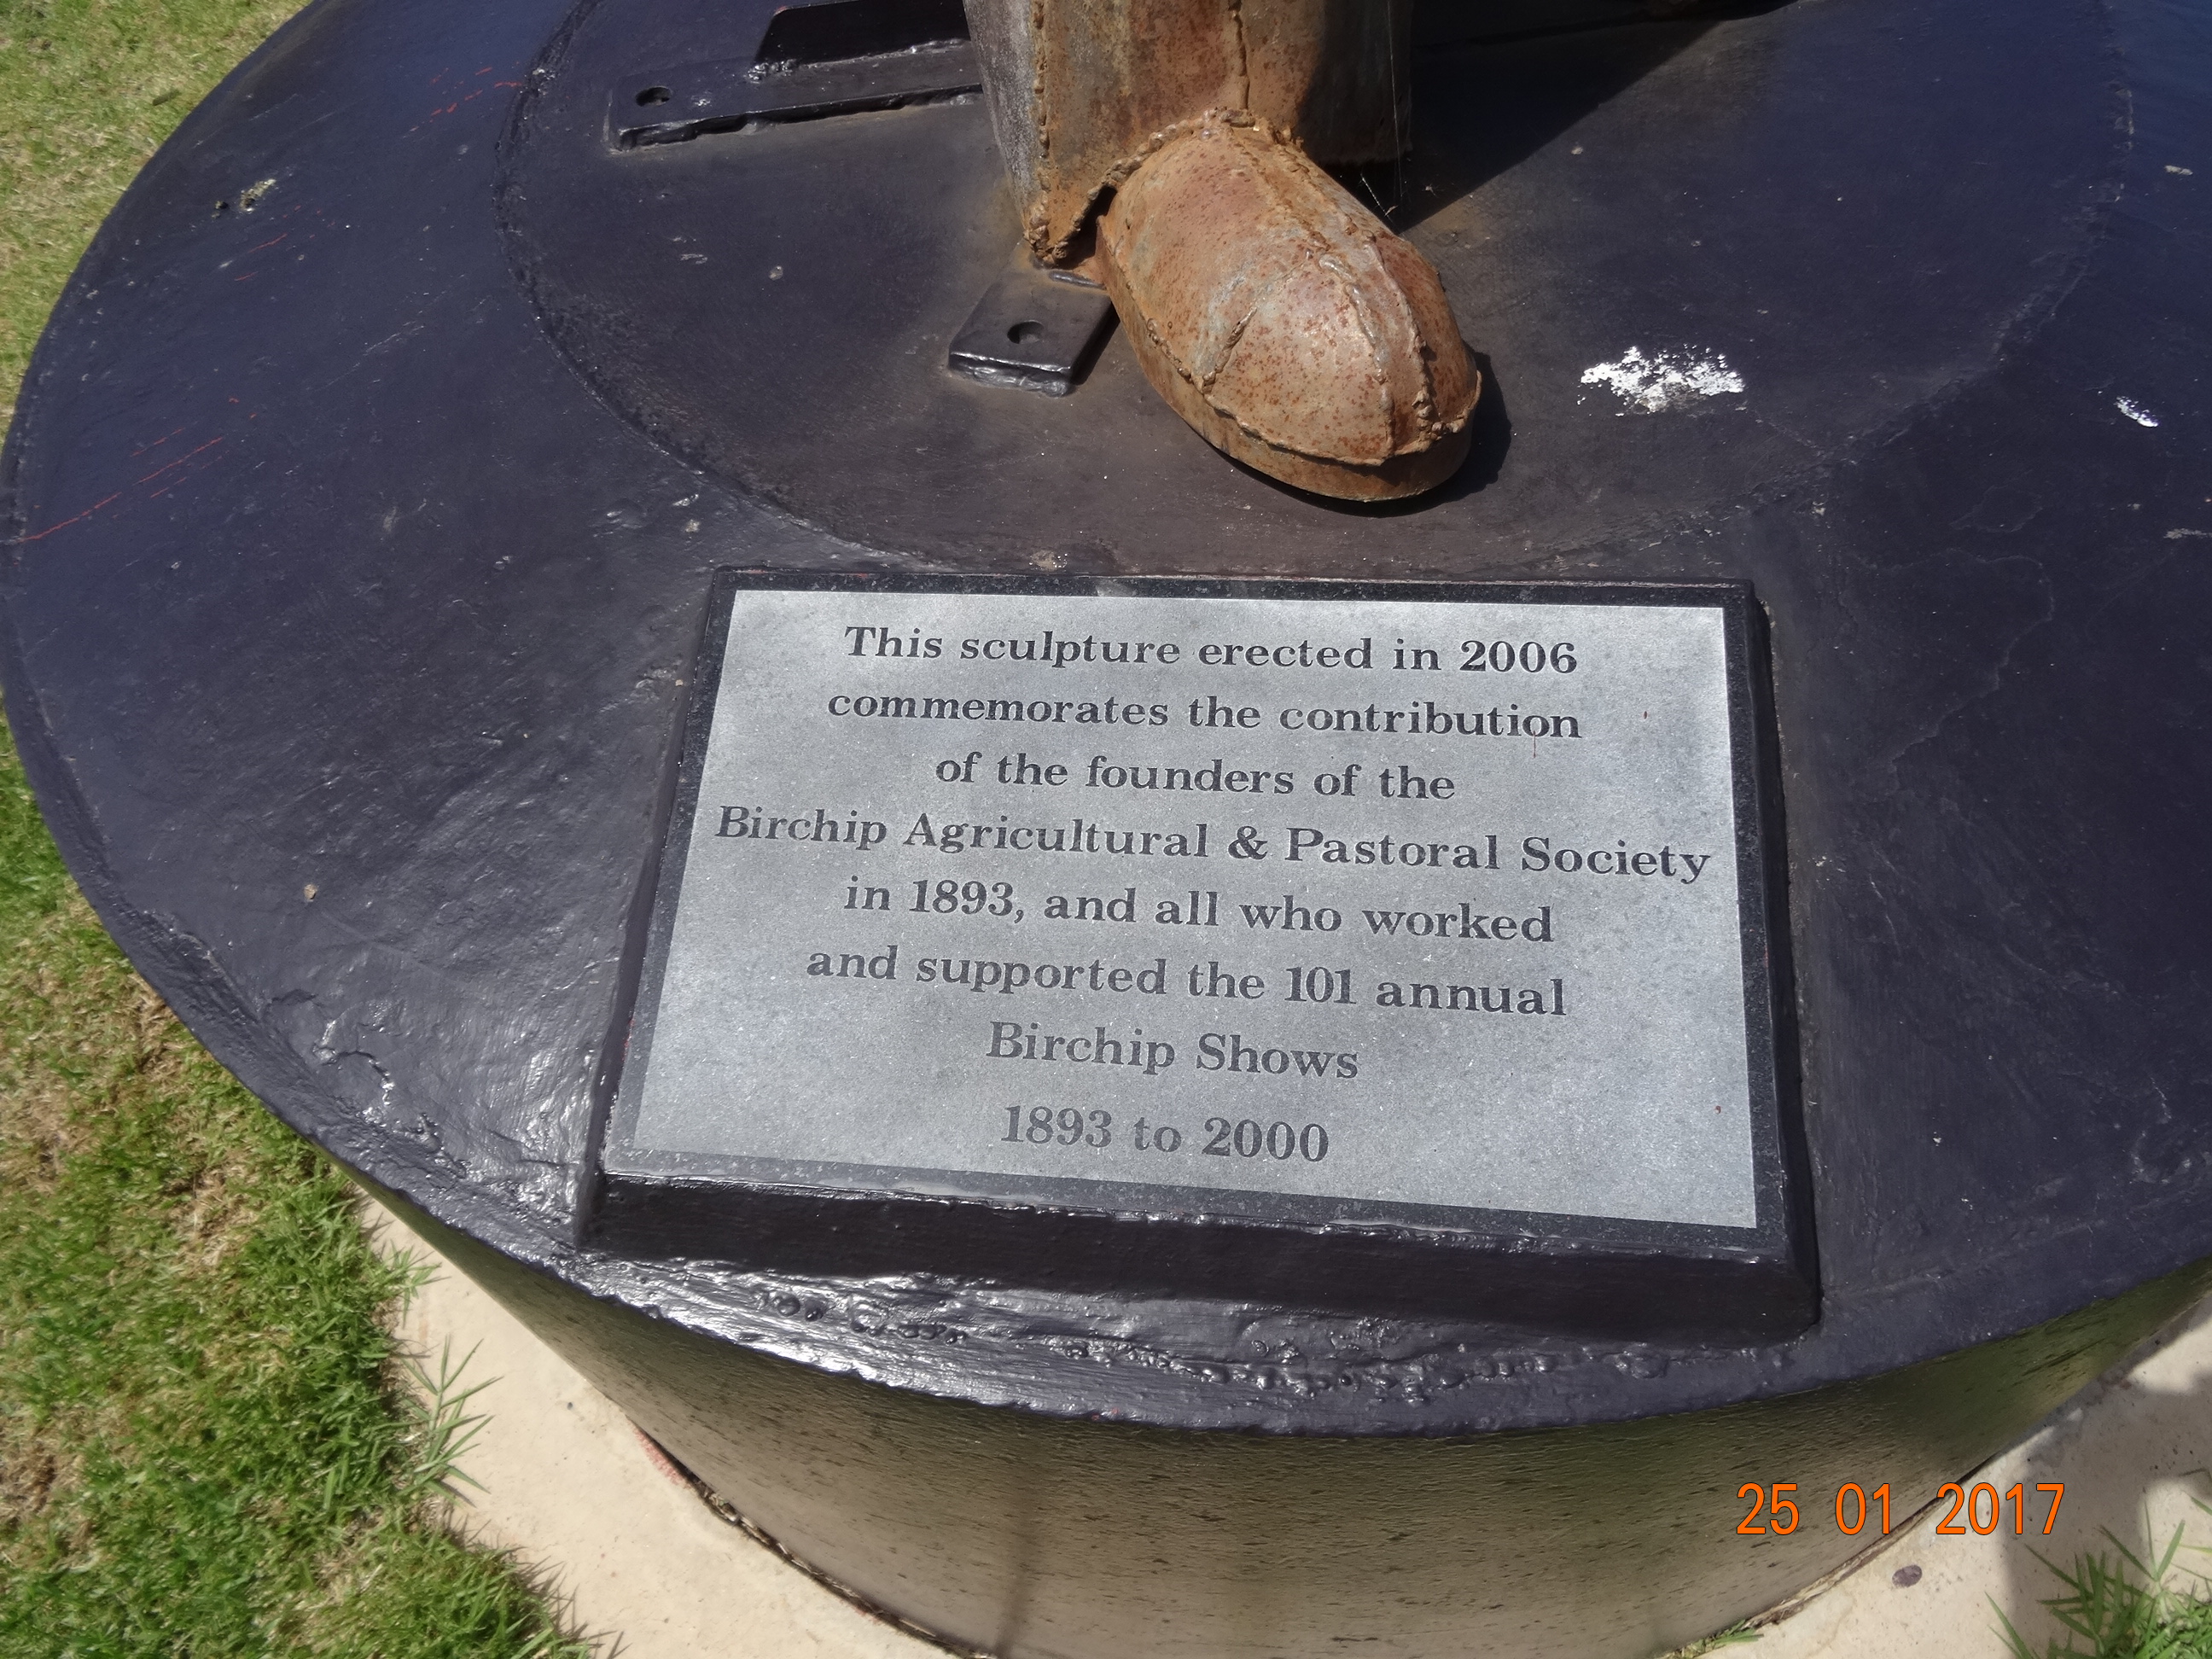 This sculpture erected in 2006
commemorates the contribution
of the founders of the
Birchip Agricultural & Pastoral Society
in 1893, and all who worked
and supported the 101 annual
Birchip Shows
1893 to 2000
25 01 2017